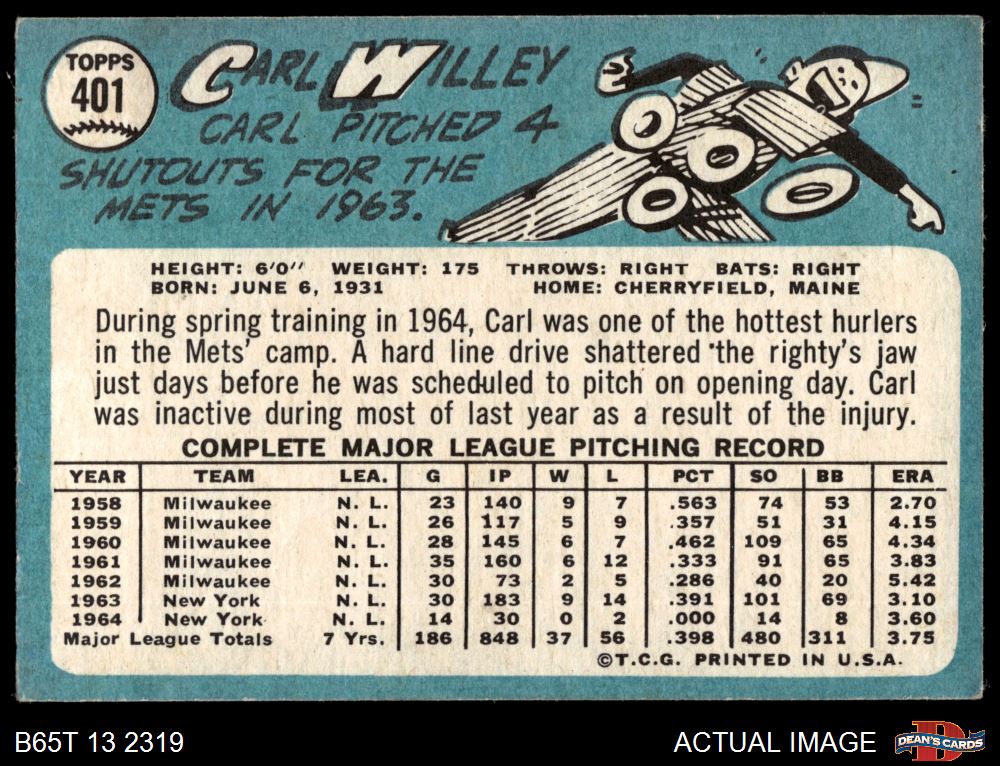 TOPPS
401
CARL WILLEY
CARL PITCHED 4
SHUTOUTS FOR THE
METS IN 1963.
HEIGHT: 6'0" WEIGHT: 175 THROWS: RIGHT BATS: RIGHT
BORN: JUNE 6, 1931 HOME: CHERRYFIELD, MAINE
During spring training in 1964, Carl was one of the hottest hurlers
in the Mets' camp. A hard line drive shattered the righty's jaw
just days before he was scheduled to pitch on opening day. Carl
was inactive during most of last year as a result of the injury.
COMPLETE MAJOR LEAGUE PITCHING RECORD
YEAR TEAM LEA. G IP W L PCT SO BB ERA
1958 Milwaukee N. L. 23 140 9 7 .563 74 53 2.70
1959 Milwaukee N. L. 26 117 5 9 .357 51 31 4.15
1960 Milwaukee N. L. 28 145 6 7 .462 109 65 4.34
1961 Milwaukee N. L. 35 160 6 12 .333 91 65 3.83
1962 Milwaukee N. L. 30 73 2 5 .286 40 20 5.42
1963 New York N. L. 30 183 9 14 .391 101 69 3.10
1964 New York N. L. 14 30 0 2 .000 14 8 3.60
Major League Totals 7 Yrs. 186 848 37 56 .398 480 311 3.75
©T.C.G. PRINTED IN U.S.A.
B65T 13 2319 ACTUAL IMAGE DEAN'S CARDS